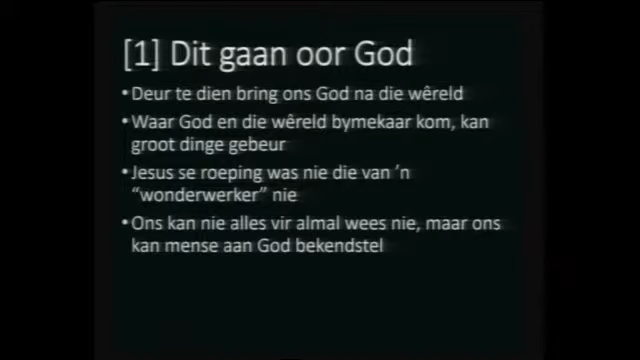 [1] Dit gaan oor God
• Deur te dien bring ons God na die wêreld
• Waar God en die wêreld bymekaar kom, kan
groot dinge gebeur
• Jesus se roeping was nie die van ’n
“wonderwerker” nie
• Ons kan nie alles vir almal wees nie, maar ons
kan mense aan God bekendstel